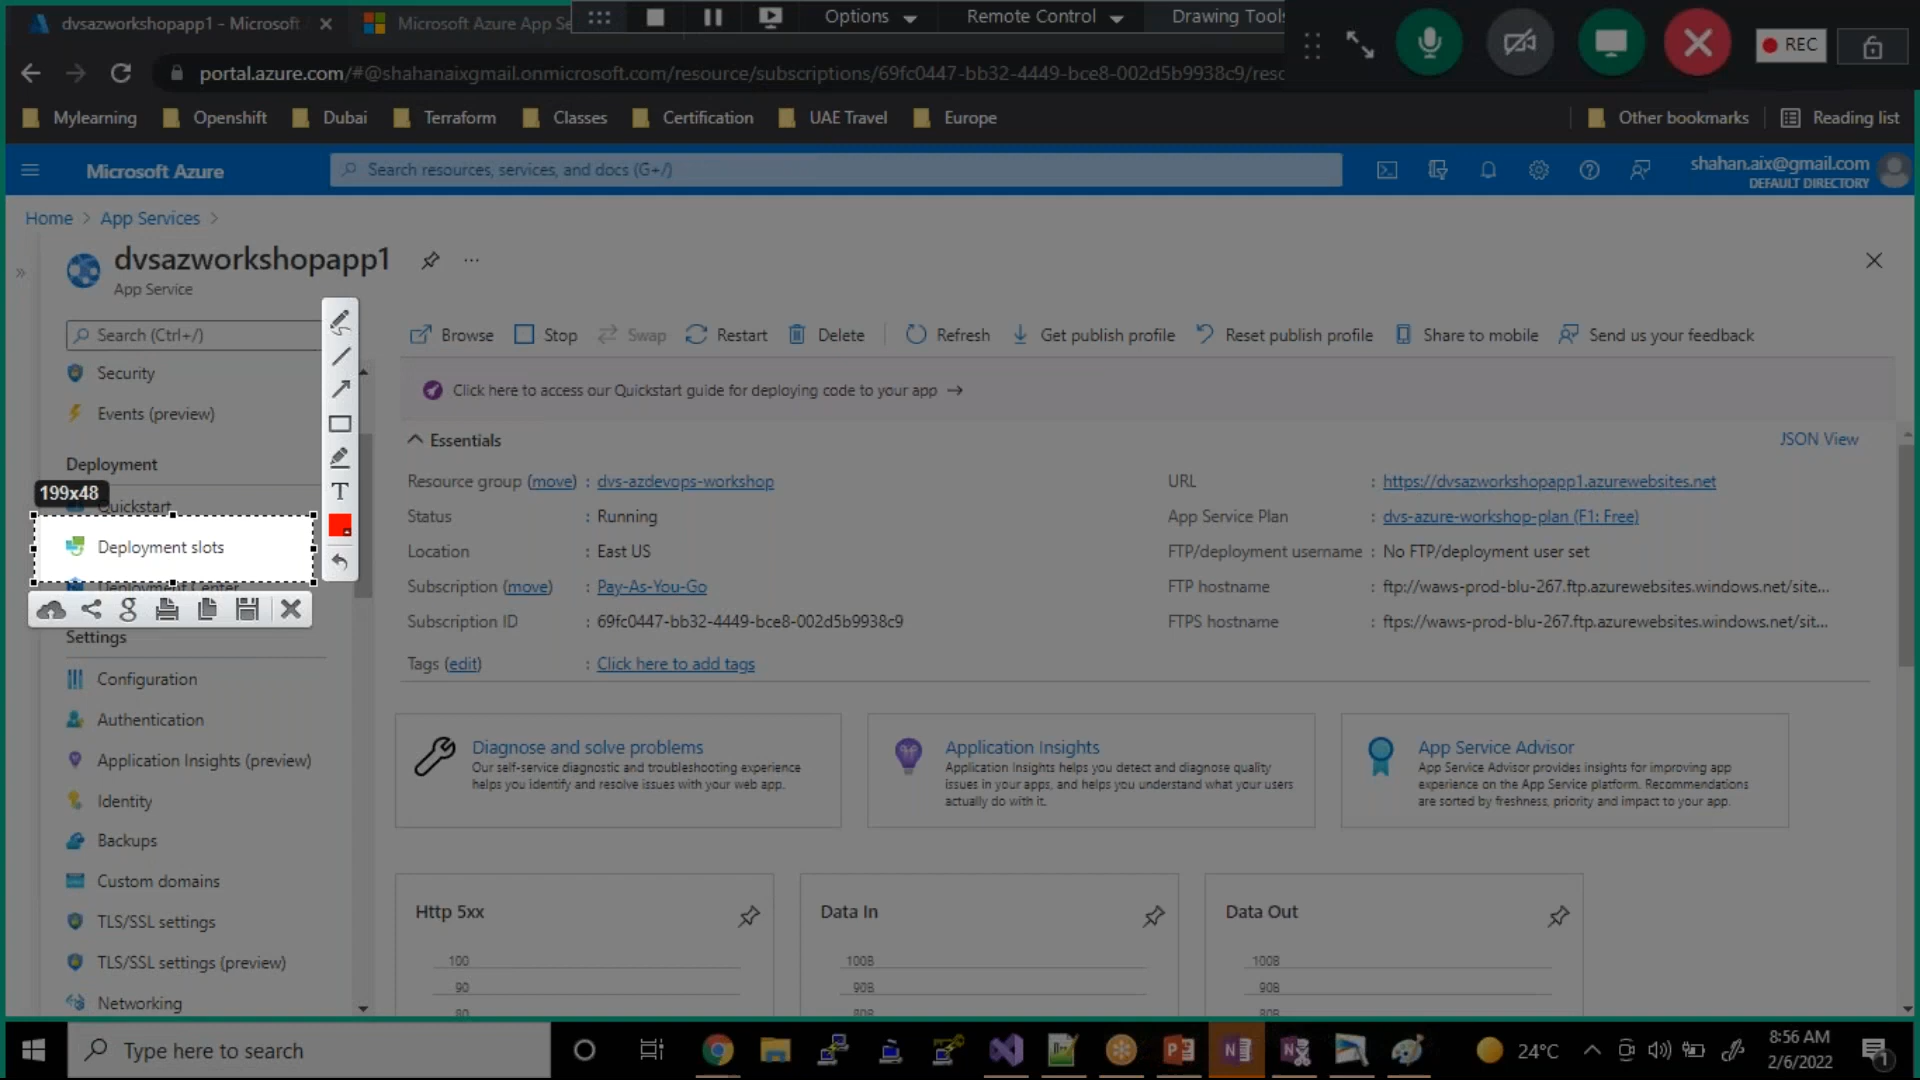 dvsazworkshopapp1 - Microsoft
Microsoft Azure App Se
Options
Remote Control
Drawing Tools
REC
portal.azure.com/#@shahanaixgmail.onmicrosoft.com/resource/subscriptions/69fc0447-bb32-4449-bce8-002d5b9938c9/reso
Mylearning
Openshift
Dubai
Terraform
Classes
Certification
UAE Travel
Europe
Other bookmarks
Reading list
Microsoft Azure
Search resources, services, and docs (G+/)
shahan.aix@gmail.com
DEFAULT DIRECTORY
Home > App Services >
dvsazworkshopapp1
App Service
Search (Ctrl+/)
Browse
Stop
Swap
Restart
Delete
Refresh
Get publish profile
Reset publish profile
Share to mobile
Send us your feedback
Security
Events (preview)
Deployment
199x48
Quickstart
Deployment slots
Deployment Center
Settings
Configuration
Authentication
Application Insights (preview)
Identity
Backups
Custom domains
TLS/SSL settings
TLS/SSL settings (preview)
Networking
Click here to access our Quickstart guide for deploying code to your app →
Essentials
JSON View
Resource group (move) : dvs-azdevops-workshop
Status : Running
Location : East US
Subscription (move) : Pay-As-You-Go
Subscription ID : 69fc0447-bb32-4449-bce8-002d5b9938c9
Tags (edit) : Click here to add tags
URL : https://dvsazworkshopapp1.azurewebsites.net
App Service Plan : dvs-azure-workshop-plan (F1: Free)
FTP/deployment username : No FTP/deployment user set
FTP hostname : ftp://waws-prod-blu-267.ftp.azurewebsites.windows.net/site...
FTPS hostname : ftps://waws-prod-blu-267.ftp.azurewebsites.windows.net/sit...
Diagnose and solve problems
Our self-service diagnostic and troubleshooting experience
helps you identify and resolve issues with your web app.
Application Insights
Application Insights helps you detect and diagnose quality
issues in your apps, and helps you understand what your users
actually do with it.
App Service Advisor
App Service Advisor provides insights for improving app
experience on the App Service platform. Recommendations
are sorted by freshness, priority and impact to your app.
Http 5xx
100
90
80
Data In
100B
90B
80B
Data Out
100B
90B
80B
Type here to search
24°C
8:56 AM
2/6/2022
1